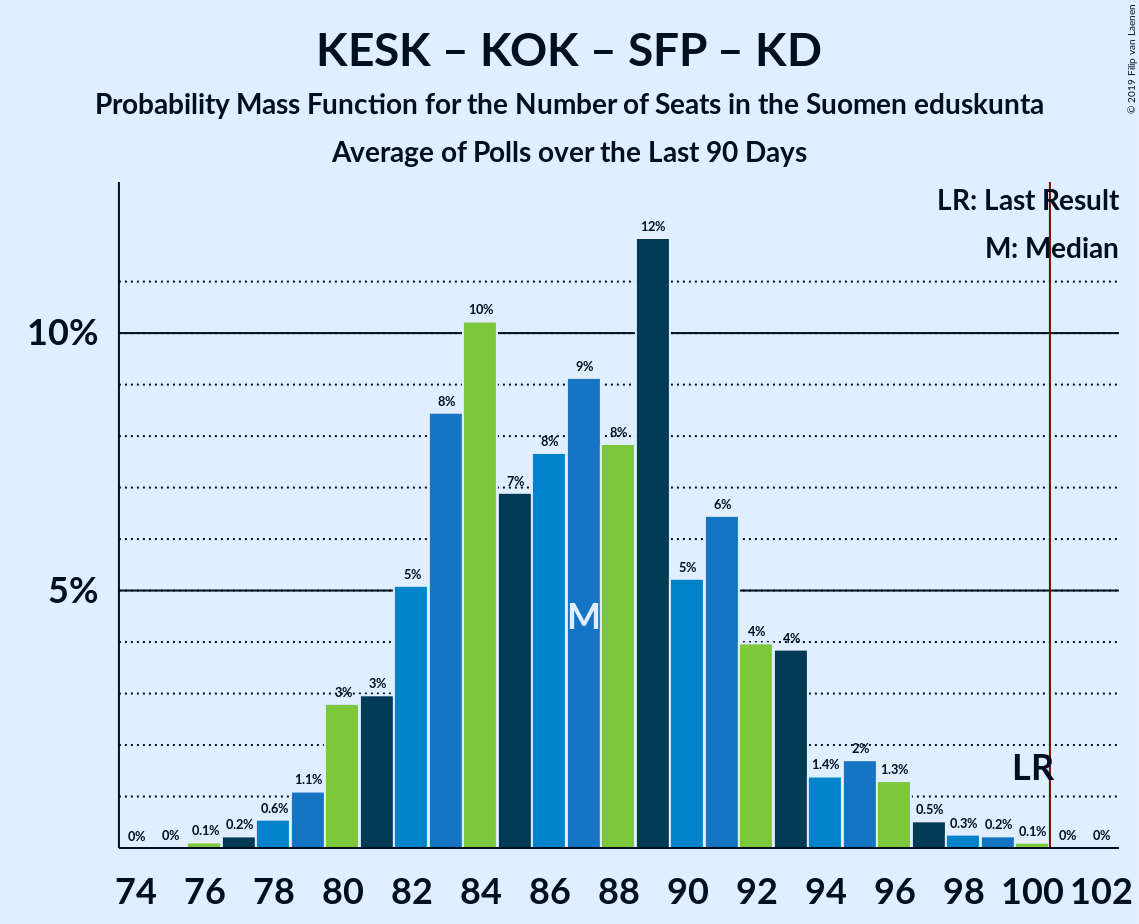 KESK – KOK – SFP – KD
Probability Mass Function for the Number of Seats in the Suomen eduskunta
Average of Polls over the Last 90 Days
© 2019 Filip van Laenen
LR: Last Result
M: Median
10%
5%
0% 0% 0.1% 0.2% 0.6% 1.1% 3% 3% 5% 8% 10% 7% 8% 9% 8% 12% 5% 6% 4% 4% 1.4% 2% 1.3% 0.5% 0.3% 0.2% 0.1% 0% 0%
M
LR
74 76 78 80 82 84 86 88 90 92 94 96 98 100 102